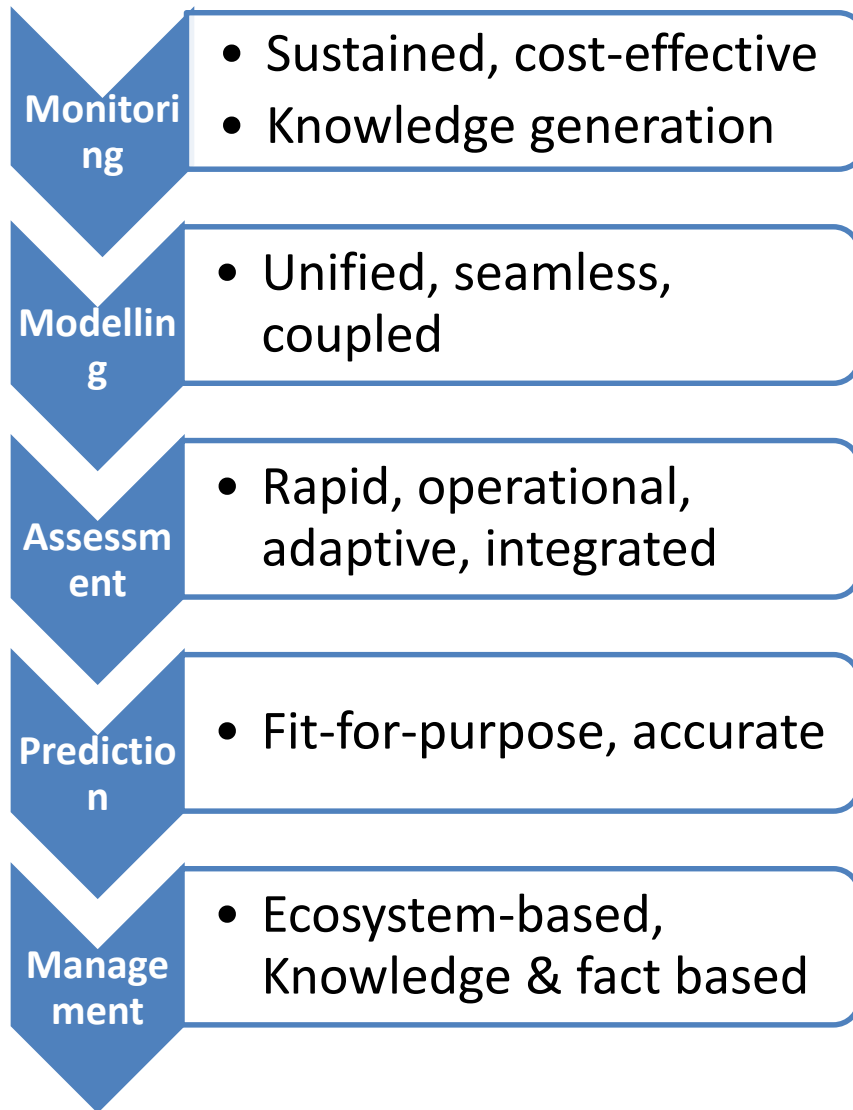 Monitori
ng
• Sustained, cost-effective
• Knowledge generation
Modellin
g
• Unified, seamless,
coupled
Assessm
ent
• Rapid, operational,
adaptive, integrated
Predictio
n
• Fit-for-purpose, accurate
Manage
ment
• Ecosystem-based,
Knowledge & fact based